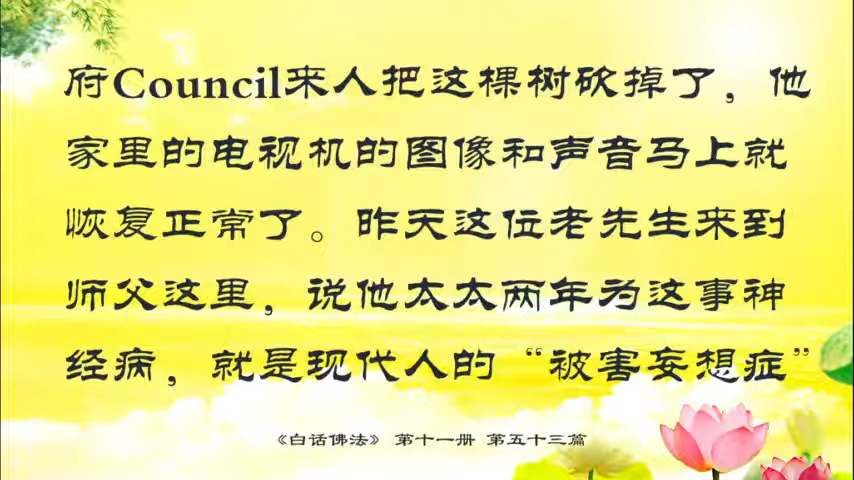 府Council来人把这棵树砍掉了，他
家里的电视机的图像和声音马上就
恢复正常了。昨天这位老先生来到
师父这里，说他太太两年为这事神
经病，就是现代人的“被害妄想症”
《白话佛法》 第十一册 第五十三篇